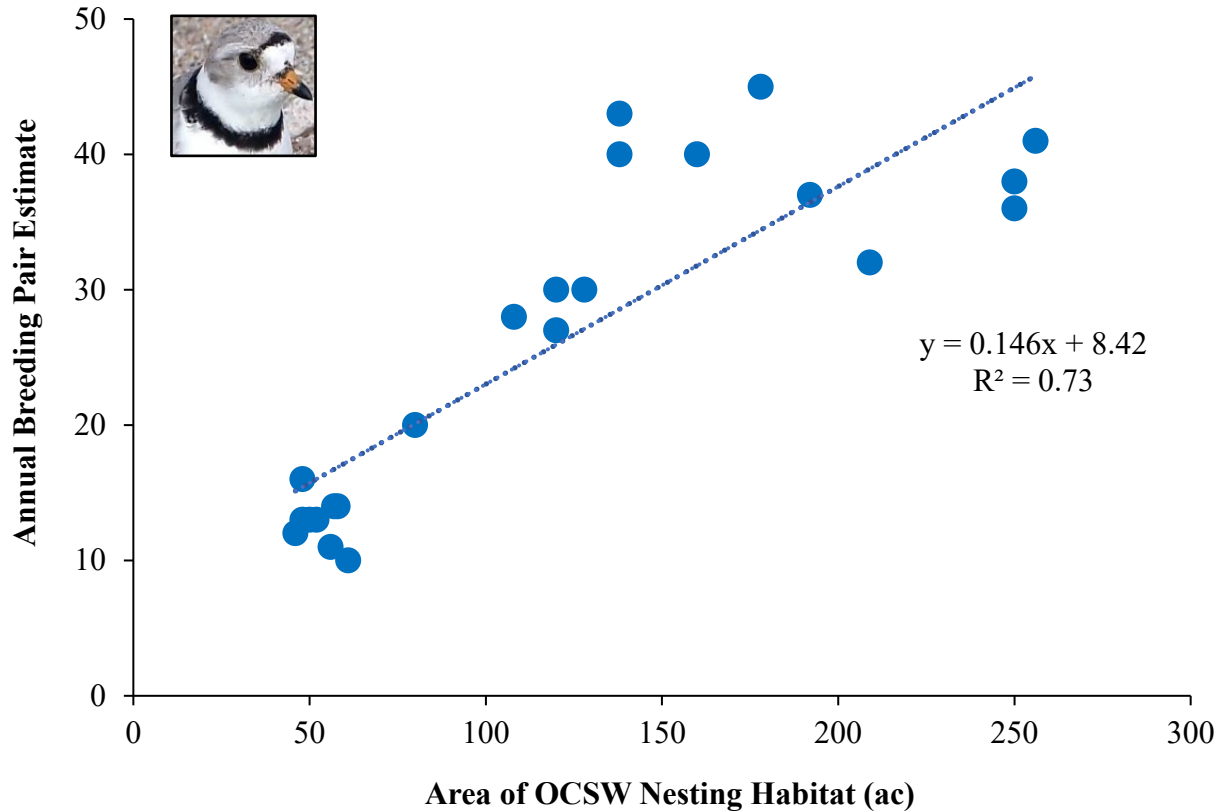 50
40
30
20
10
0
Annual Breeding Pair Estimate
y = 0.146x + 8.42
R² = 0.73
0 50 100 150 200 250 300
Area of OCSW Nesting Habitat (ac)